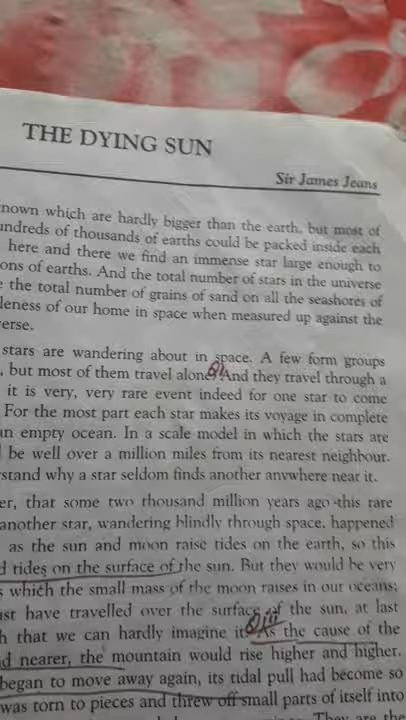 THE DYING SUN
Sir James Jeans
which are hardly bigger than the earth, but most of
of thousands of earths could be packed inside each
here and there we find an immense star large enough to
of earths. And the total number of stars in the universe
the total number of grains of sand on all the seashores of
of our home in space when measured up against the
stars are wandering about in space. A few form groups
, but most of them travel alone. And they travel through a
it is very, very rare event indeed for one star to come
For the most part each star makes its voyage in complete
an empty ocean. In a scale model in which the stars are
be well over a million miles from its nearest neighbour.
why a star seldom finds another anywhere near it.
that some two thousand million years ago this rare
another star, wandering blindly through space, happened
as the sun and moon raise tides on the earth, so this
tides on the surface of the sun. But they would be very
which the small mass of the moon raises in our oceans;
have travelled over the surface of the sun, at last
that we can hardly imagine it. As the cause of the
nearer, the mountain would rise higher and higher.
began to move away again, its tidal pull had become so
was torn to pieces and threw off small parts of itself into
They are the